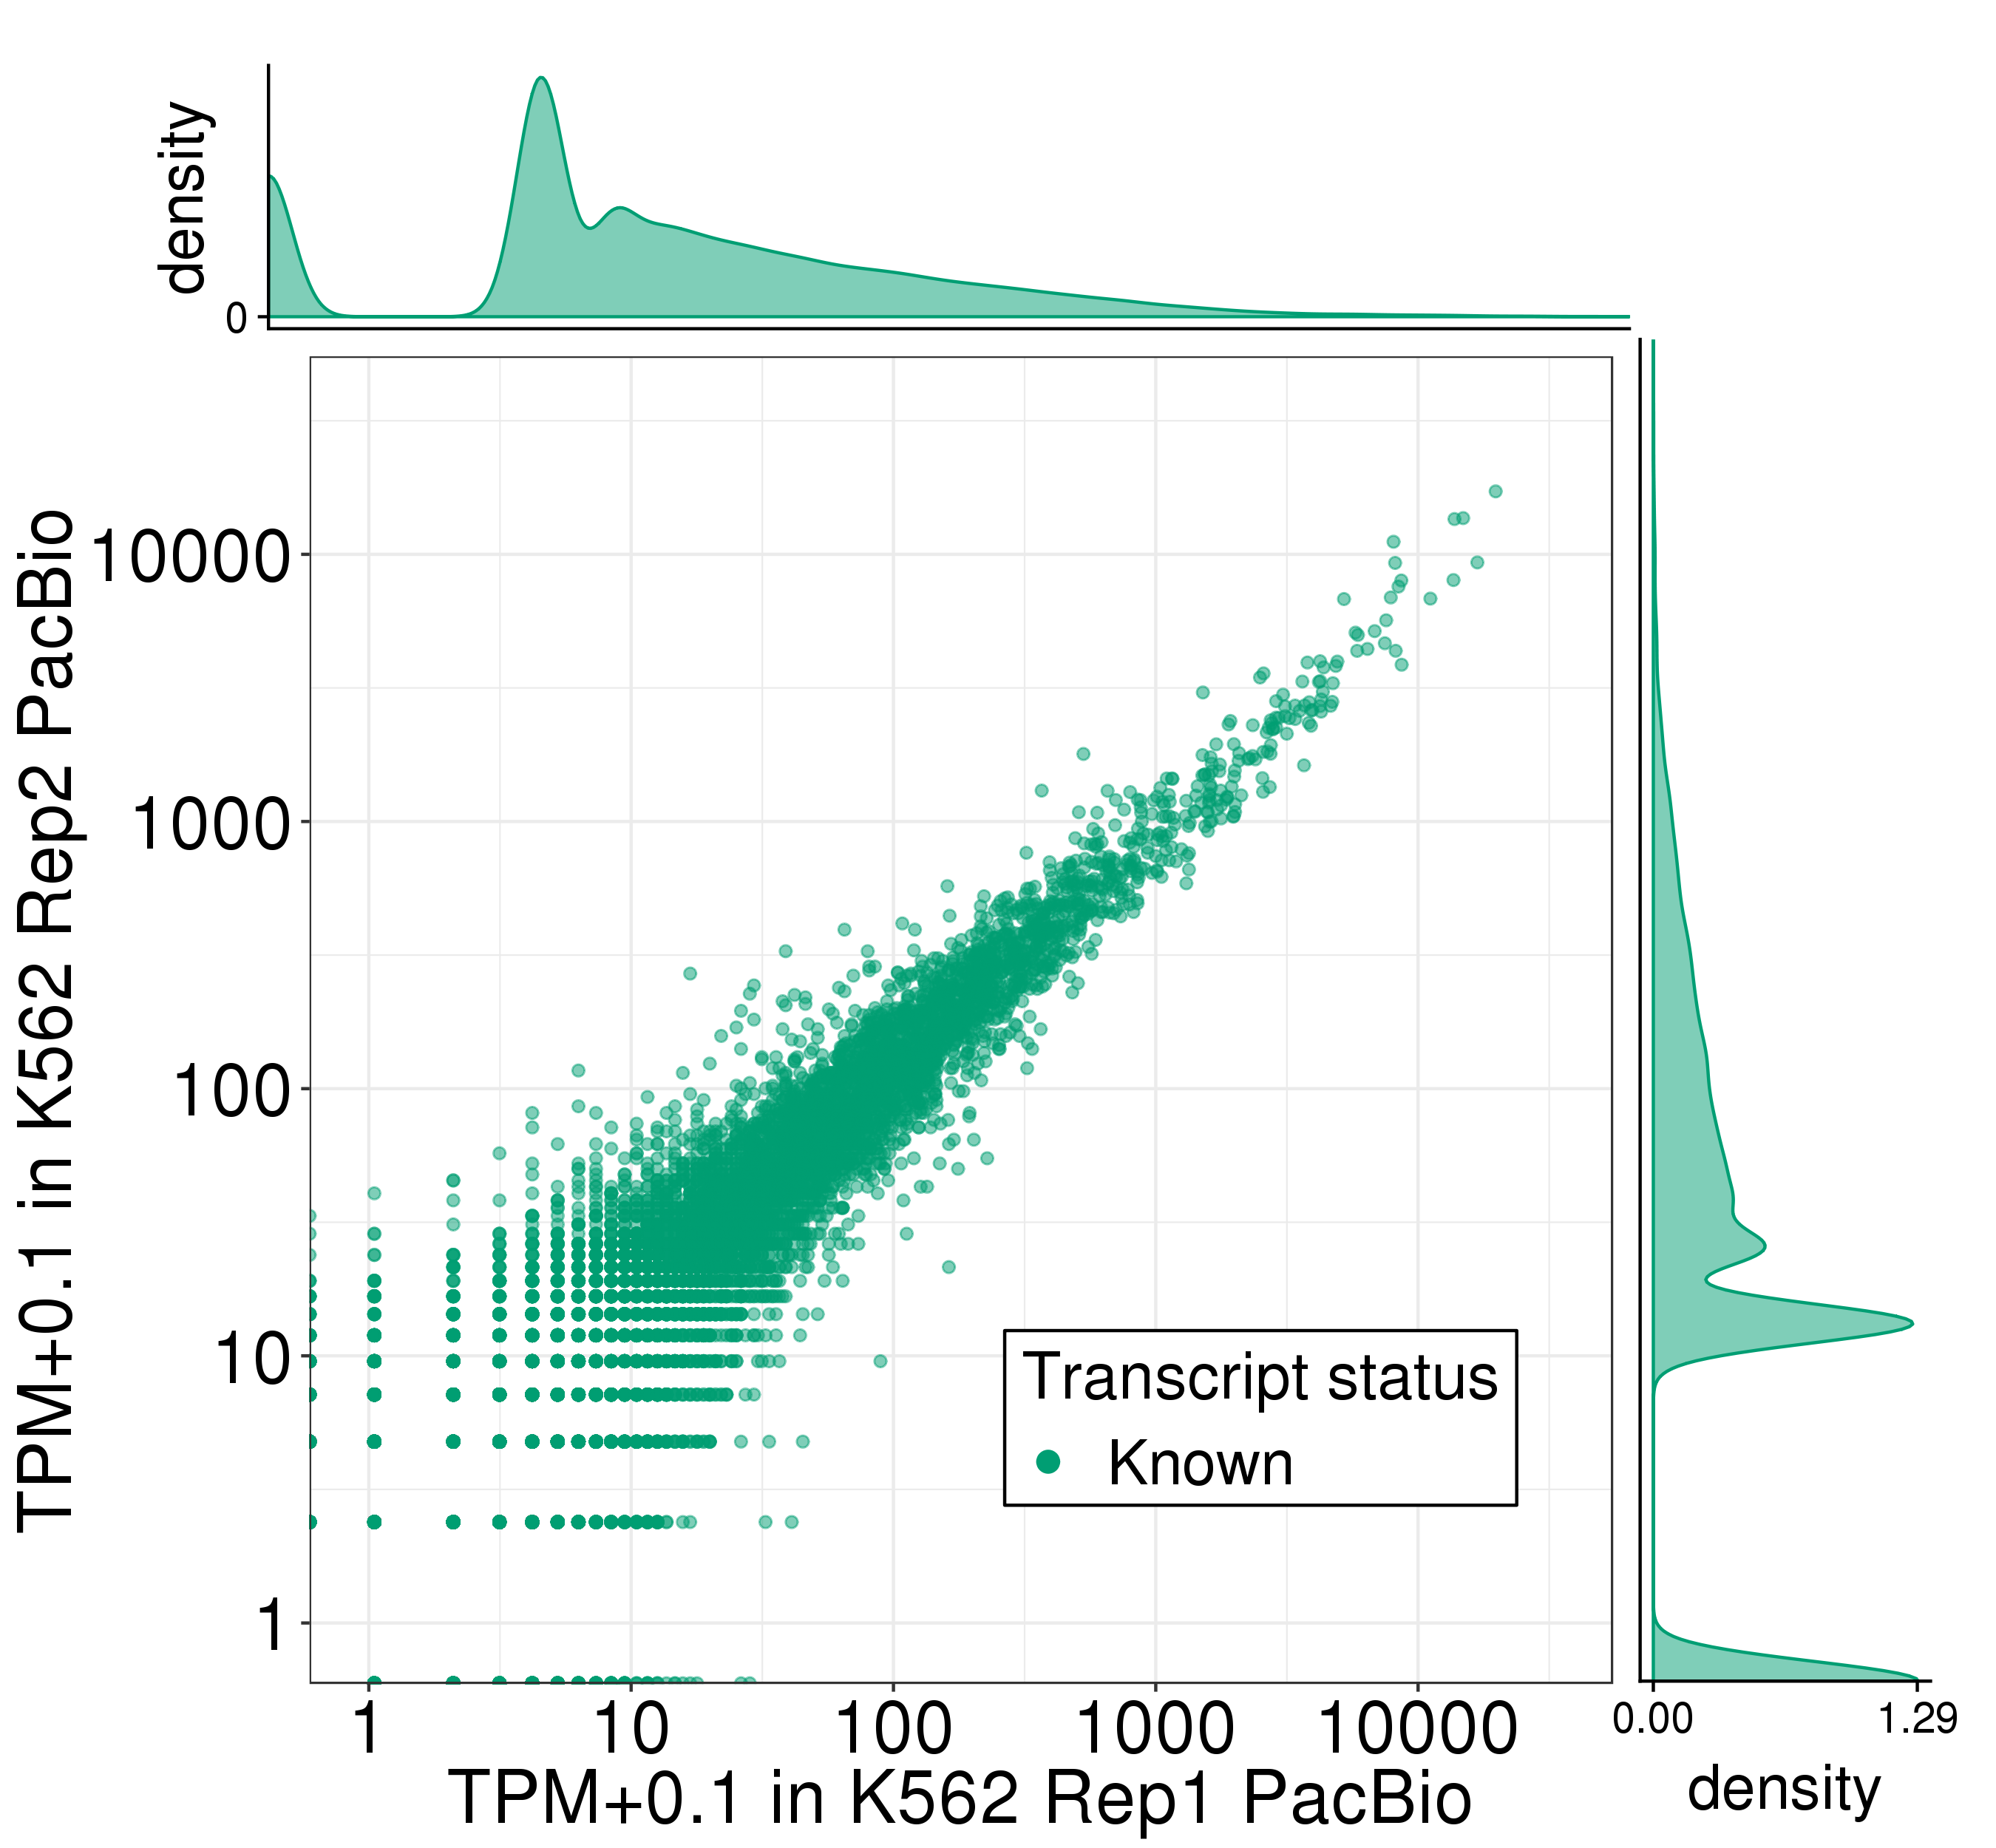 density
0
TPM+0.1 in K562 Rep2 PacBio
10000
1000
100
10
1
Transcript status
Known
1 10 100 1000 10000
TPM+0.1 in K562 Rep1 PacBio
0.00 1.29
density